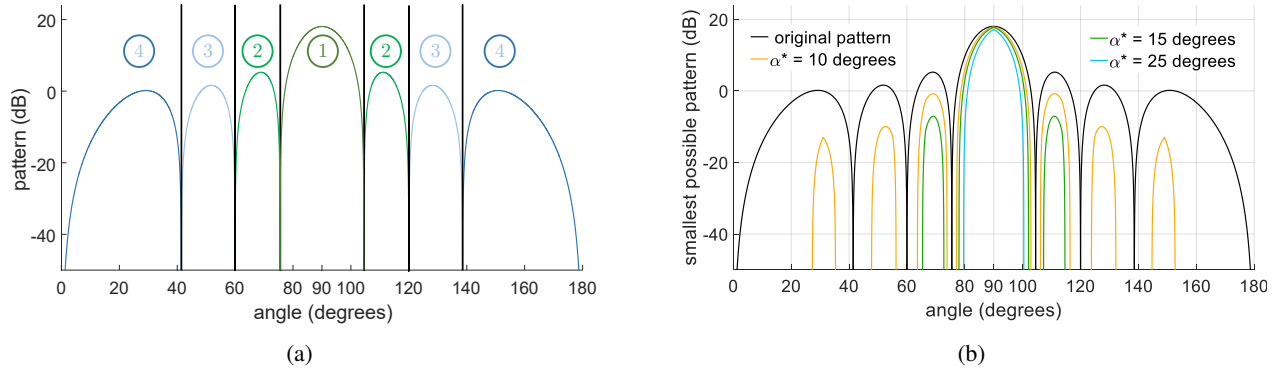 20
0
-20
-40
pattern (dB)
4
3
2
1
2
3
4
0 20 40 60 80 100 120 140 160 180
angle (degrees)
(a)
20
0
-20
-40
smallest possible pattern (dB)
original pattern
α* = 10 degrees
α* = 15 degrees
α* = 25 degrees
0 20 40 60 80 90 100 120 140 160 180
angle (degrees)
(b)